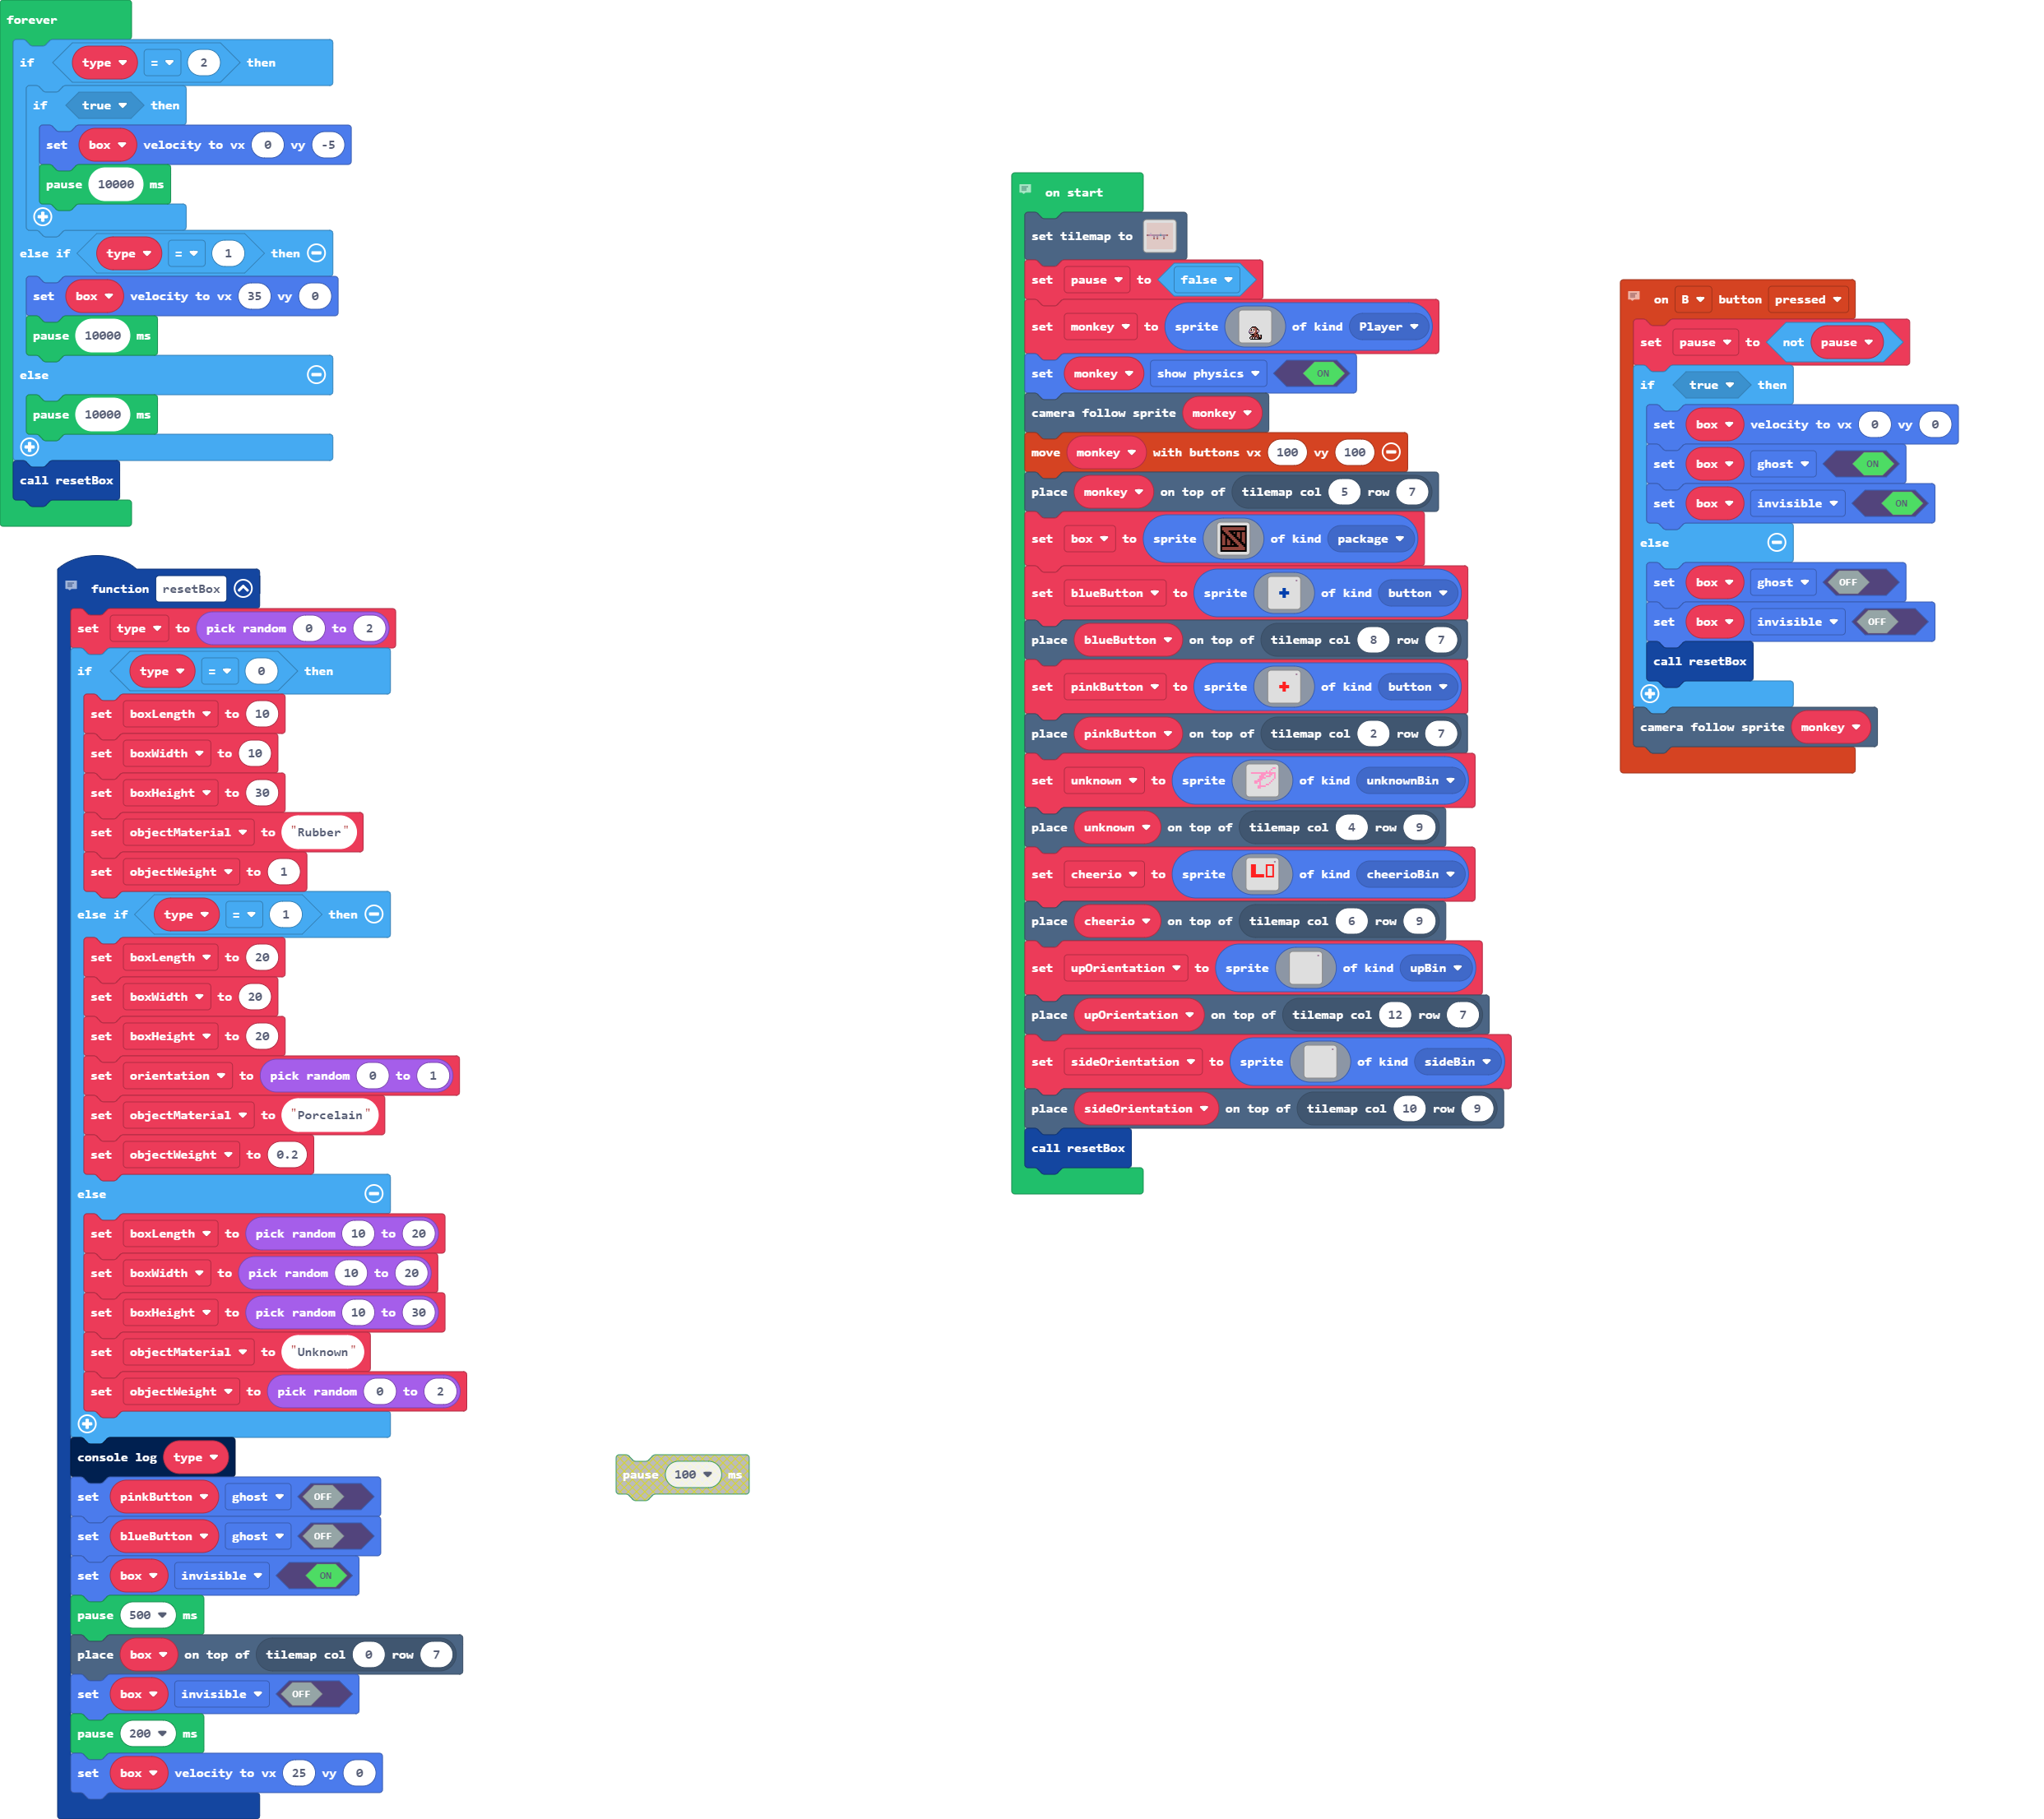 forever
if type = 2 then
if true then
set box velocity to vx 0 vy -5
pause 10000 ms
else if type = 1 then
set box velocity to vx 35 vy 0
pause 10000 ms
else
pause 10000 ms
call resetBox
function resetBox
set type to pick random 0 to 2
if type = 0 then
set boxLength to 10
set boxWidth to 10
set boxHeight to 30
set objectMaterial to "Rubber"
set objectWeight to 1
else if type = 1 then
set boxLength to 20
set boxWidth to 20
set boxHeight to 20
set orientation to pick random 0 to 1
set objectMaterial to "Porcelain"
set objectWeight to 0.2
else
set boxLength to pick random 10 to 20
set boxWidth to pick random 10 to 20
set boxHeight to pick random 10 to 30
set objectMaterial to "Unknown"
set objectWeight to pick random 0 to 2
console log type
set pinkButton ghost OFF
set blueButton ghost OFF
set box invisible ON
pause 500 ms
place box on top of tilemap col 0 row 7
set box invisible OFF
pause 200 ms
set box velocity to vx 25 vy 0
pause 100 ms
on start
set tilemap to
set pause to false
set monkey to sprite of kind Player
set monkey show physics ON
camera follow sprite monkey
move monkey with buttons vx 100 vy 100
place monkey on top of tilemap col 5 row 7
set box to sprite of kind package
set blueButton to sprite of kind button
place blueButton on top of tilemap col 8 row 7
set pinkButton to sprite of kind button
place pinkButton on top of tilemap col 2 row 7
set unknown to sprite of kind unknownBin
place unknown on top of tilemap col 4 row 9
set cheerio to sprite of kind cheerioBin
place cheerio on top of tilemap col 6 row 9
set upOrientation to sprite of kind upBin
place upOrientation on top of tilemap col 12 row 7
set sideOrientation to sprite of kind sideBin
place sideOrientation on top of tilemap col 10 row 9
call resetBox
on B button pressed
set pause to not pause
if true then
set box velocity to vx 0 vy 0
set box ghost ON
set box invisible ON
else
set box ghost OFF
set box invisible OFF
call resetBox
camera follow sprite monkey